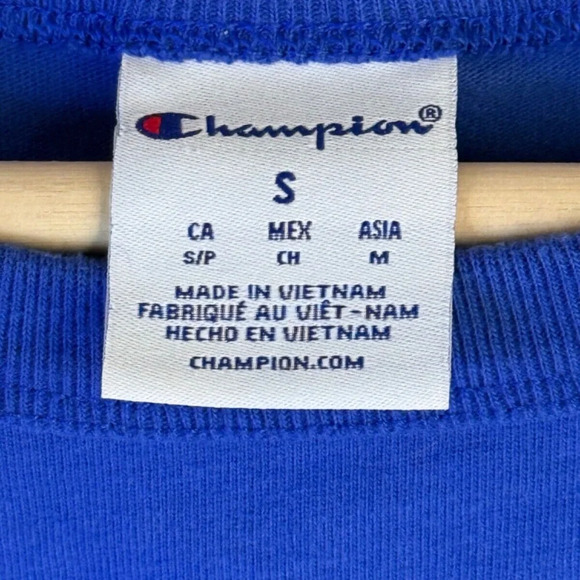 Champion®
S
CA MEX ASIA
S/P CH M
MADE IN VIETNAM
FABRIQUÉ AU VIÊT-NAM
HECHO EN VIETNAM
CHAMPION.COM